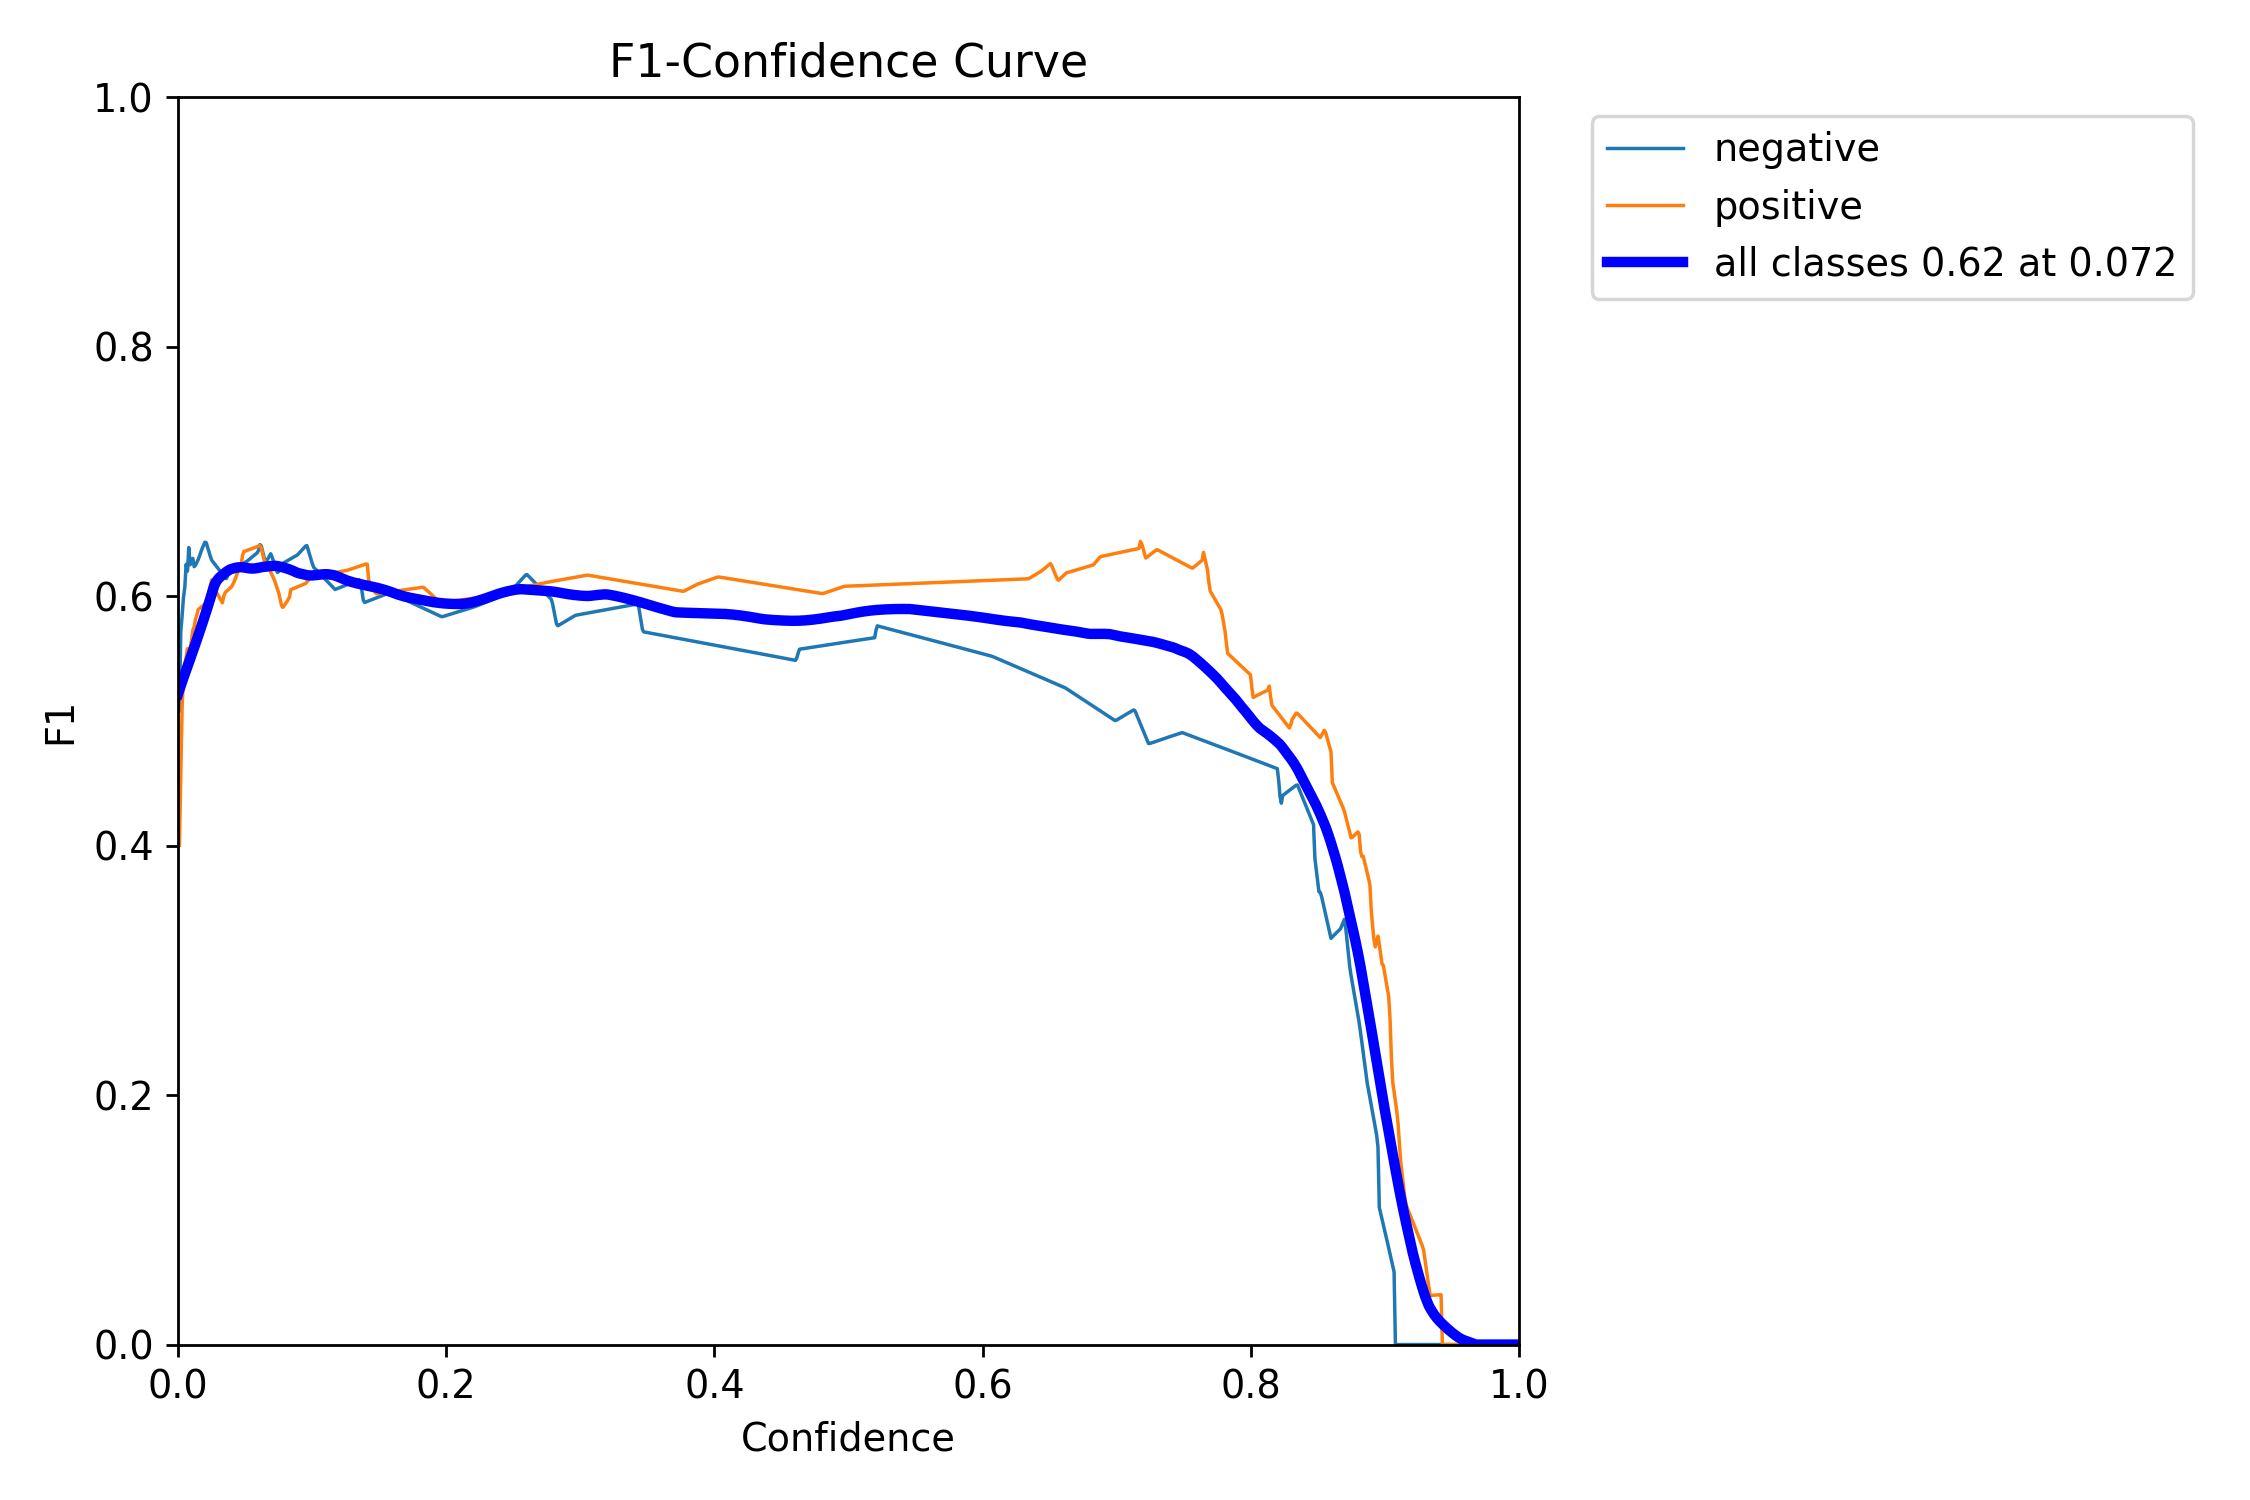 F1-Confidence Curve
1.0
0.8
0.6
0.4
0.2
0.0
F1
0.0 0.2 0.4 0.6 0.8 1.0
Confidence
negative
positive
all classes 0.62 at 0.072